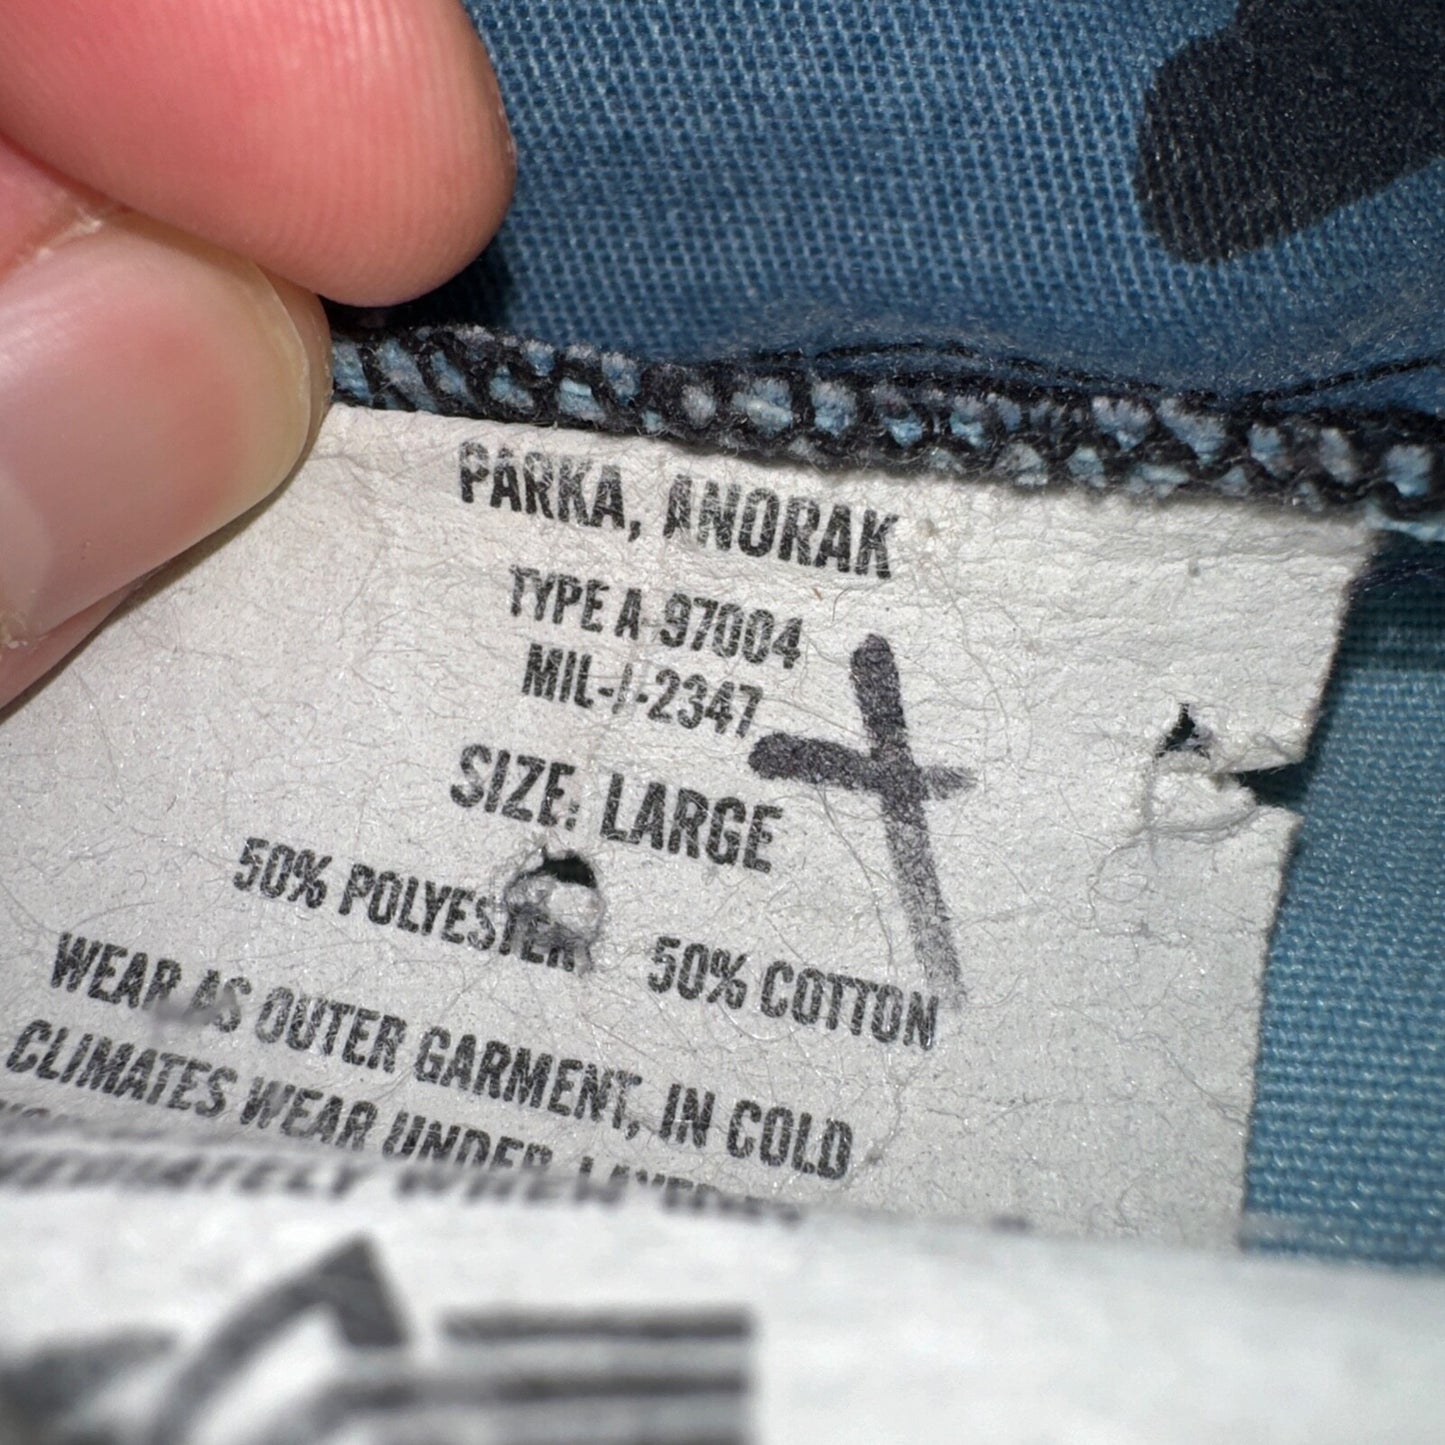 PARKA, ANORAK
TYPE A-97004
MIL-J-2347
SIZE: LARGE
50% POLYESTER 50% COTTON
WEAR AS OUTER GARMENT, IN COLD
CLIMATES WEAR UNDER
WHEN